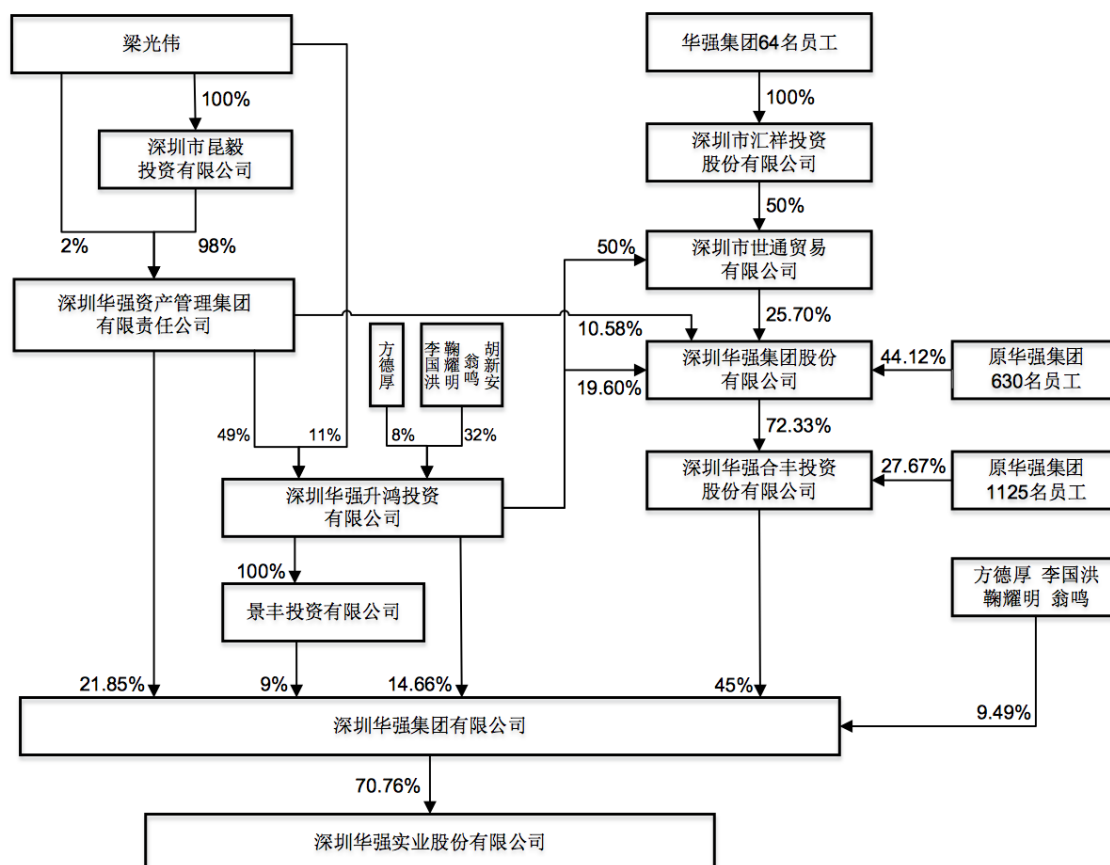 梁光伟
华强集团64名员工
100%
100%
深圳市昆毅
投资有限公司
深圳市汇祥投资
股份有限公司
50%
2%
98%
50%
深圳市世通贸易
有限公司
深圳华强资产管理集团
有限责任公司
25.70%
10.58%
方德厚
李国洪
鞠耀明
翁鸣
胡新安
深圳华强集团股份
有限公司
44.12%
原华强集团
630名员工
19.60%
49%
11%
8%
32%
72.33%
深圳华强合丰投资
股份有限公司
27.67%
原华强集团
1125名员工
深圳华强升鸿投资
有限公司
100%
景丰投资有限公司
方德厚 李国洪
鞠耀明 翁鸣
21.85%
9%
14.66%
45%
9.49%
深圳华强集团有限公司
70.76%
深圳华强实业股份有限公司